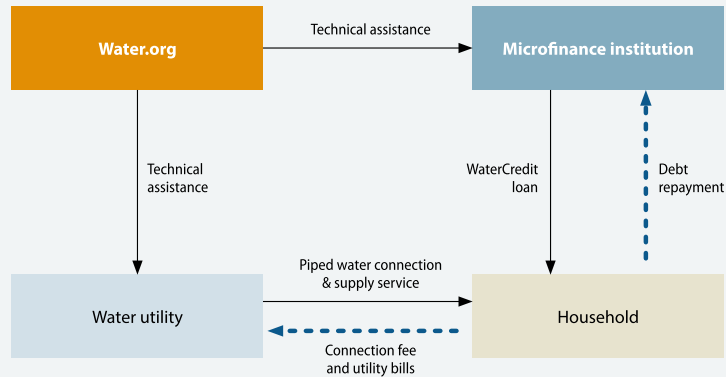 Technical assistance
Water.org
Microfinance institution
Technical
assistance
WaterCredit
loan
Debt
repayment
Piped water connection
& supply service
Water utility
Household
Connection fee
and utility bills